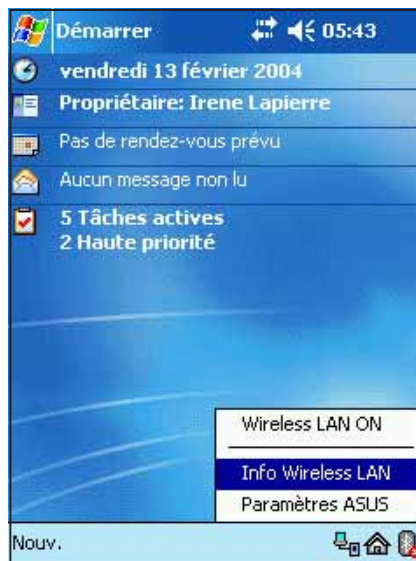 Démarrer 05:43
vendredi 13 février 2004
Propriétaire: Irene Lapierre
Pas de rendez-vous prévu
Aucun message non lu
5 Tâches actives
2 Haute priorité
Wireless LAN ON
Info Wireless LAN
Paramètres ASUS
Nouv.